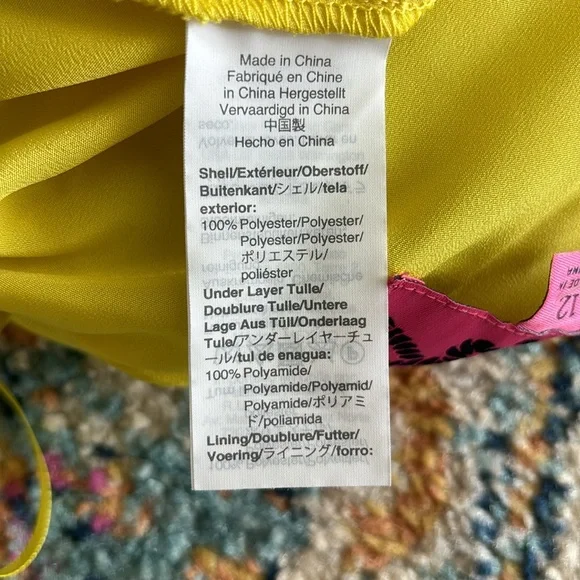 Made in China
Fabriqué en Chine
in China Hergestellt
Vervaardigd in China
中国製
Hecho en China
Shell/Extérieur/Oberstoff/
Buitenkant/シェル/tela
exterior:
100% Polyester/Polyester/
Polyester/Polyester/
ポリエステル/
poliéster
Under Layer Tulle/
Doublure Tulle/Untere
Lage Aus Tüll/Onderlaag
Tule/アンダーレイヤーチュ
ール/tul de enagua:
100% Polyamide/
Polyamide/Polyamid/
Polyamide/ポリアミ
ド/poliamida
Lining/Doublure/Futter/
Voering/ライニング/forro:
12